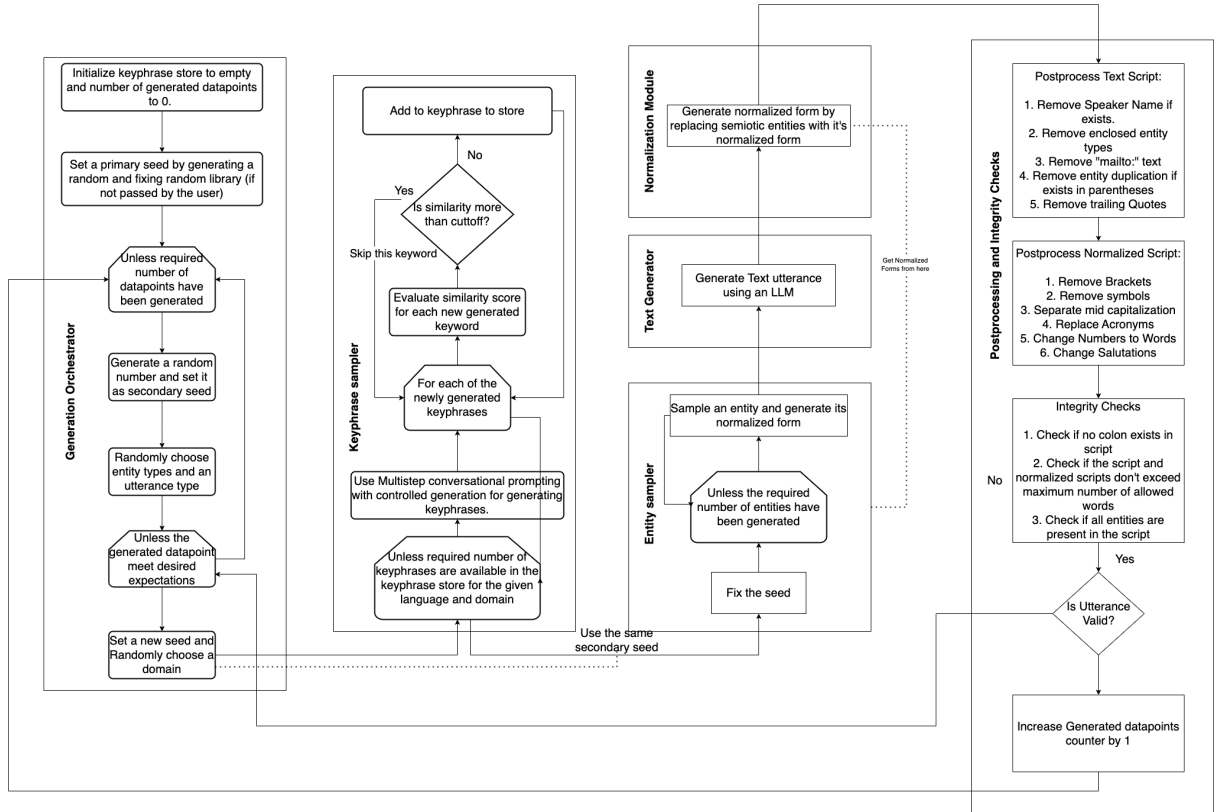 Generation Orchestrator
Initialize keyphrase store to empty
and number of generated datapoints
to 0.
Set a primary seed by generating a
random and fixing random library (if
not passed by the user)
Unless required
number of
datapoints have
been generated
Generate a random
number and set it
as secondary seed
Randomly choose
entity types and an
utterance type
Unless the
generated datapoint
meet desired
expectations
Set a new seed and
Randomly choose a
domain
Keyphrase sampler
Add to keyphrase to store
No
Yes
Is similarity more
than cuttoff?
Skip this keyword
Evaluate similarity score
for each new generated
keyword
For each of the
newly generated
keyphrases
Use Multistep conversational prompting
with controlled generation for generating
keyphrases.
Unless required number of
keyphrases are available in the
keyphrase store for the given
language and domain
Use the same
secondary seed
Normalization Module
Generate normalized form by
replacing semiotic entities with it's
normalized form
Text Generator
Generate Text utterance
using an LLM
Get Normalized
Forms from here
Entity sampler
Sample an entity and generate its
normalized form
Unless the required
number of entities have
been generated
Fix the seed
Postprocessing and Integrity Checks
Postprocess Text Script:
1. Remove Speaker Name if
exists.
2. Remove enclosed entity
types
3. Remove "mailto:" text
4. Remove entity duplication if
exists in parentheses
5. Remove trailing Quotes
Postprocess Normalized Script:
1. Remove Brackets
2. Remove symbols
3. Separate mid capitalization
4. Replace Acronyms
5. Change Numbers to Words
6. Change Salutations
Integrity Checks
1. Check if no colon exists in
script
2. Check if the script and
normalized scripts don't exceed
maximum number of allowed
words
3. Check if all entities are
present in the script
No
Yes
Is Utterance
Valid?
Increase Generated datapoints
counter by 1